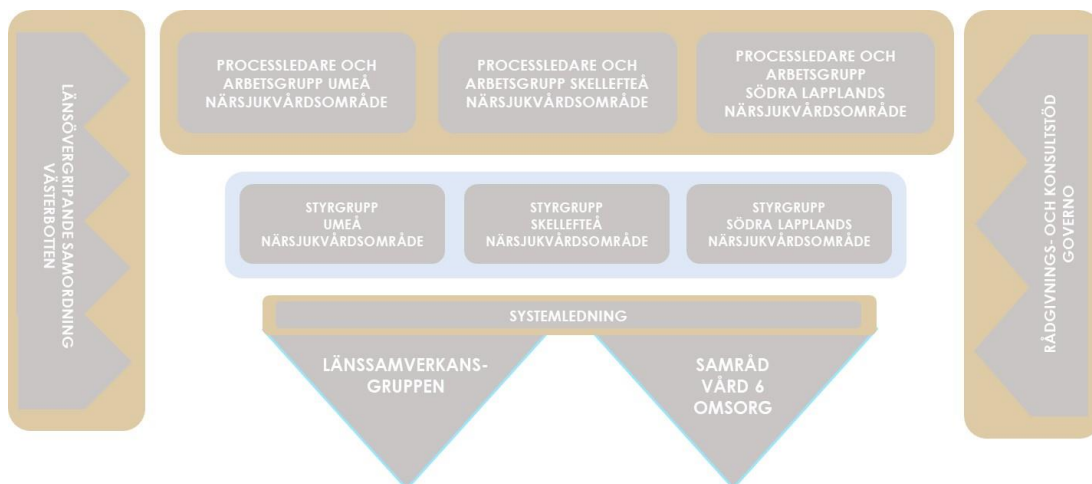 LÄNSÖVERGRIPANDE SAMORDNING
VÄSTERBOTTEN
PROCESSLEDARE OCH
ARBETSGRUPP UMEÅ
NÄRSJUKVÅRDSOMRÅDE
PROCESSLEDARE OCH
ARBETSGRUPP SKELLEFTEÅ
NÄRSJUKVÅRDSOMRÅDE
PROCESSLEDARE OCH
ARBETSGRUPP
SÖDRA LAPPLANDS
NÄRSJUKVÅRDSOMRÅDE
STYRGRUPP
UMEÅ
NÄRSJUKVÅRDSOMRÅDE
STYRGRUPP
SKELLEFTEÅ
NÄRSJUKVÅRDSOMRÅDE
STYRGRUPP
SÖDRA LAPPLANDS
NÄRSJUKVÅRDSOMRÅDE
SYSTEMLEDNING
LÄNSSAMVERKANS-
GRUPPEN
SAMRÅD
VÅRD 6
OMSORG
RÅDGIVNINGS- OCH KONSULTSTÖD
GOVERNO